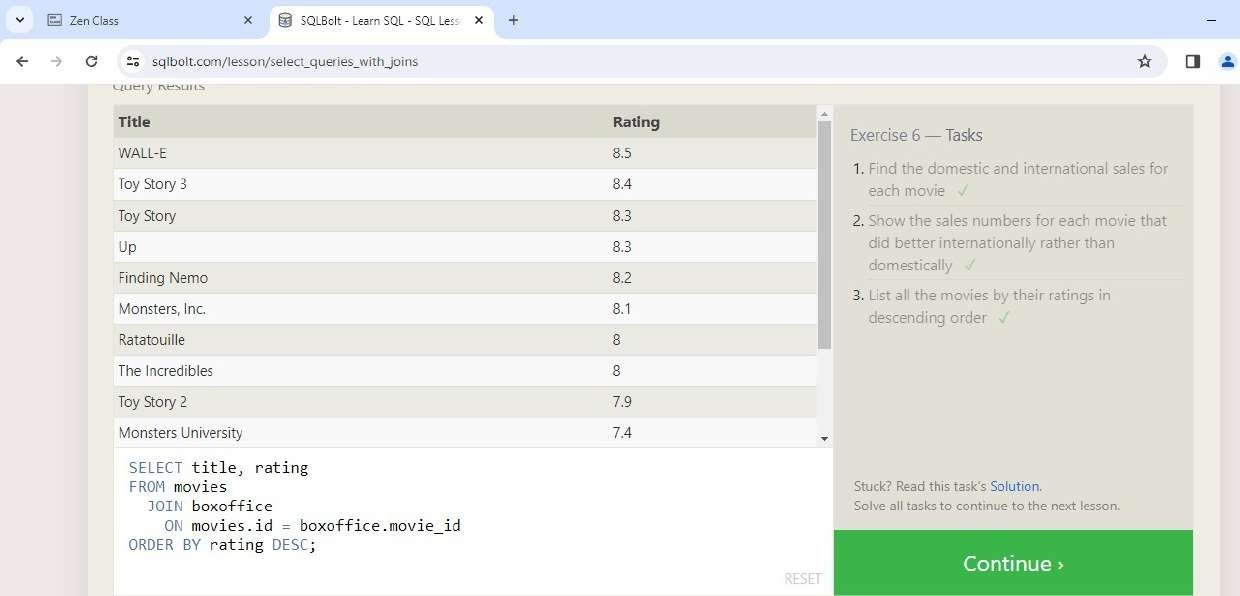 Zen Class
SQLBolt - Learn SQL - SQL Less
sqlbolt.com/lesson/select_queries_with_joins
Query Results
Title Rating
WALL-E 8.5
Toy Story 3 8.4
Toy Story 8.3
Up 8.3
Finding Nemo 8.2
Monsters, Inc. 8.1
Ratatouille 8
The Incredibles 8
Toy Story 2 7.9
Monsters University 7.4
SELECT title, rating
FROM movies
JOIN boxoffice
ON movies.id = boxoffice.movie_id
ORDER BY rating DESC;
RESET
Exercise 6 — Tasks
1. Find the domestic and international sales for
each movie ✓
2. Show the sales numbers for each movie that
did better internationally rather than
domestically ✓
3. List all the movies by their ratings in
descending order ✓
Stuck? Read this task's Solution.
Solve all tasks to continue to the next lesson.
Continue ›